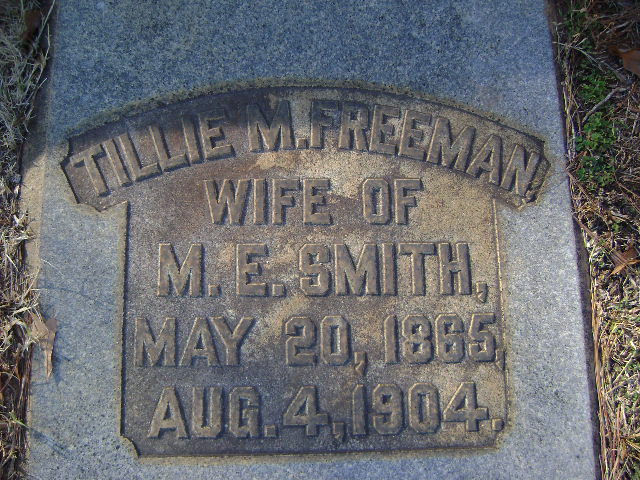 TILLIE M. FREEMAN!
WIFE OF
M. E. SMITH,
MAY 20, 1865,
AUG. 4, 1904.